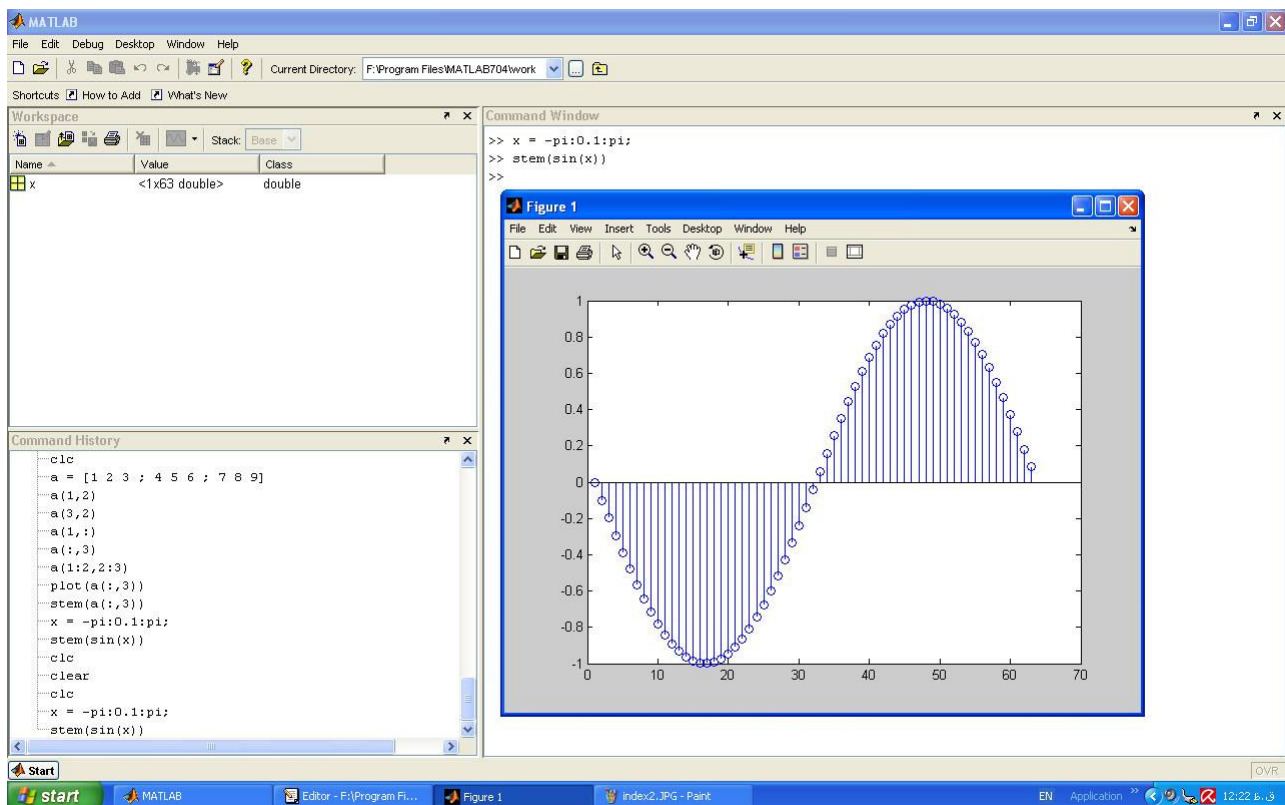 MATLAB
File Edit Debug Desktop Window Help
Current Directory: F:\Program Files\MATLAB704\work
Shortcuts How to Add What's New
Workspace
Stack: Base
Name Value Class
x <1x63 double> double
Command History
clc
a = [1 2 3 ; 4 5 6 ; 7 8 9]
a(1,2)
a(3,2)
a(1,:)
a(:,3)
a(1:2,2:3)
plot(a(:,3))
stem(a(:,3))
x = -pi:0.1:pi;
stem(sin(x))
clc
clear
clc
x = -pi:0.1:pi;
stem(sin(x))
Command Window
>> x = -pi:0.1:pi;
>> stem(sin(x))
>>
Figure 1
File Edit View Insert Tools Desktop Window Help
1
0.8
0.6
0.4
0.2
0
-0.2
-0.4
-0.6
-0.8
-1
0 10 20 30 40 50 60 70
Start
OVR
start MATLAB Editor - F:\Program Fi... Figure 1 index2.JPG - Paint EN Application » 12:22 ق.ظ